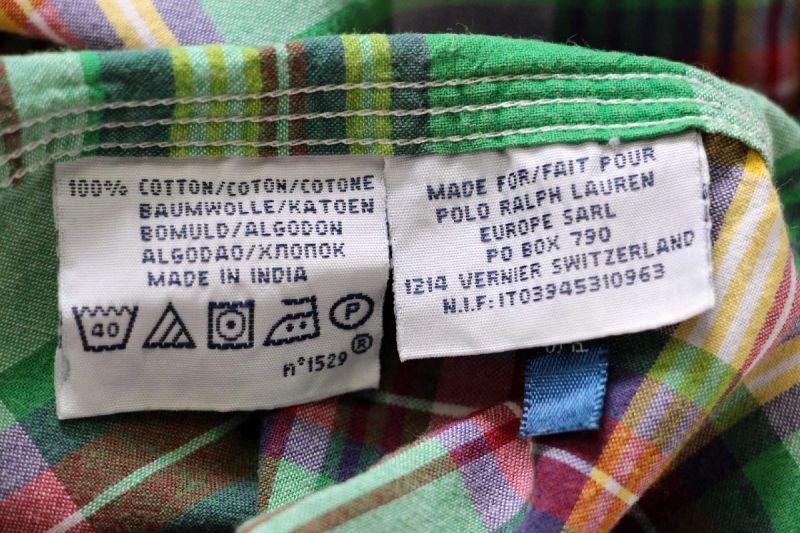 100% COTTON/COTON/COTONE
BAUMWOLLE/KATOEN
BOMULD/ALGODON
ALGODAO/ХЛОПОК
MADE IN INDIA
40
P
®
n°1529
MADE FOR/FAIT POUR
POLO RALPH LAUREN
EUROPE SARL
PO BOX 790
1214 VERNIER SWITZERLAND
N.I.F: IT03945310963